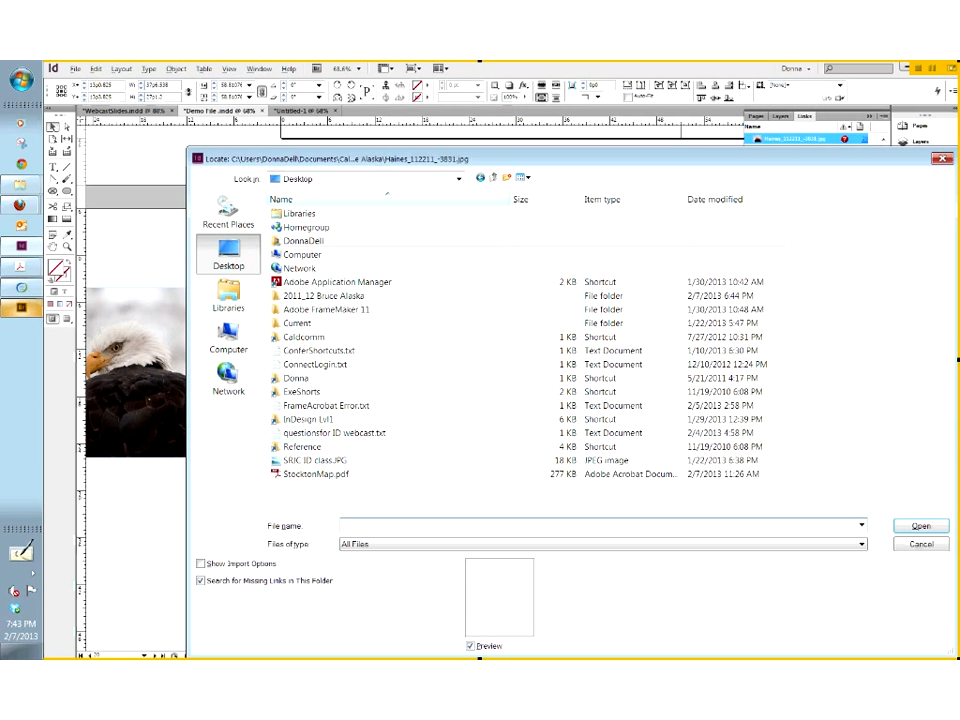 Id File Edit Layout Type Object Table View Window Help
Donna
*WebcastSlides.indd @ 88% × *Demo File.indd @ 68% × *Untitled-1 @
Pages Layers Links
Name
Haines_112211_-3831.jpg
Pages
Layers
Locate: C:\Users\DonnaDell\Documents\Cal...e Alaska\Haines_112211_-3831.jpg
Look in: Desktop
Name Size Item type Date modified
Recent Places
Desktop
Libraries
Computer
Network
Libraries
Homegroup
DonnaDell
Computer
Network
Adobe Application Manager 2 KB Shortcut 1/30/2013 10:42 AM
2011_12 Bruce Alaska File folder 2/7/2013 6:44 PM
Adobe FrameMaker 11 File folder 1/30/2013 10:48 AM
Current File folder 1/22/2013 5:47 PM
Caldcomm 1 KB Shortcut 7/27/2012 10:31 PM
ConferShortcuts.txt 1 KB Text Document 1/10/2013 6:30 PM
ConnectLogin.txt 1 KB Text Document 12/10/2012 12:24 PM
Donna 1 KB Shortcut 5/21/2011 4:17 PM
ExeShorts 2 KB Shortcut 11/19/2010 6:08 PM
FrameAcrobat Error.txt 1 KB Text Document 2/5/2013 2:58 PM
InDesign Lvl1 6 KB Shortcut 1/29/2013 12:39 PM
questionsfor ID webcast.txt 1 KB Text Document 2/4/2013 4:58 PM
Reference 4 KB Shortcut 11/19/2010 6:08 PM
SRJC ID class.JPG 18 KB JPEG image 1/22/2013 6:38 PM
StocktonMap.pdf 277 KB Adobe Acrobat Docum... 2/7/2013 11:26 AM
File name: Open
Files of type: All Files Cancel
Show Import Options
Search for Missing Links in This Folder
Preview
7:43 PM
2/7/2013